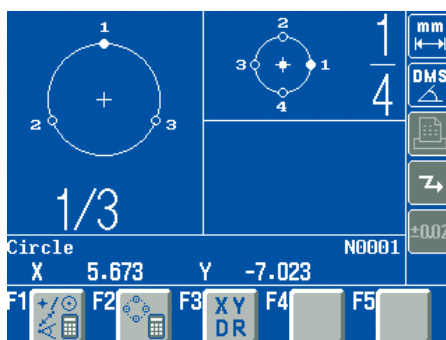 1
2
3
1/3
2
3
1
4
1
4
mm
DMS
±0.02
Circle N0001
X 5.673 Y -7.023
F1 F2 F3 XY DR F4 F5